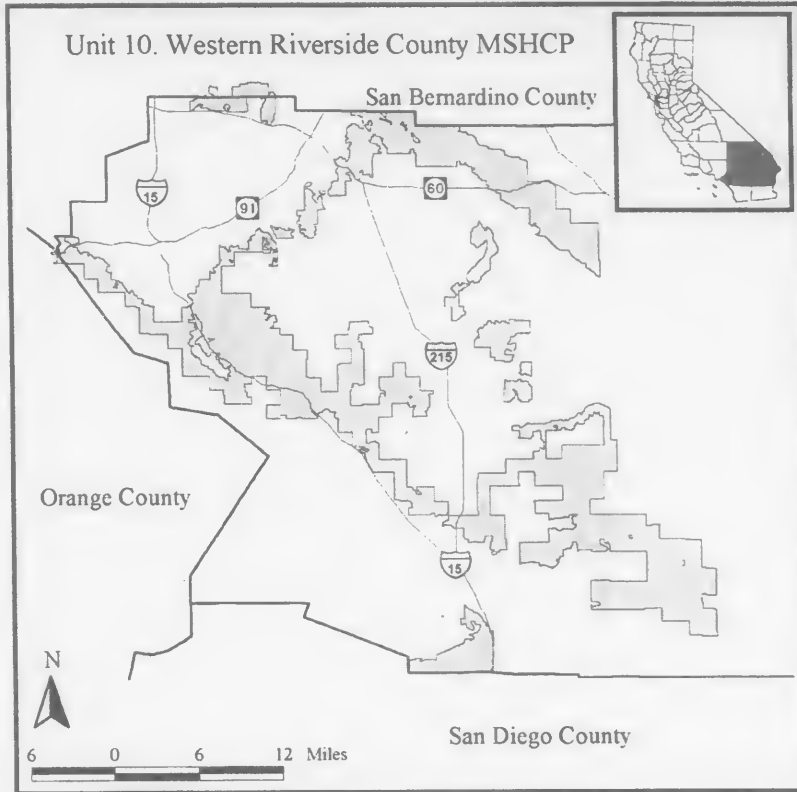 Unit 10. Western Riverside County MSHCP
San Bernardino County
15
91
60
215
Orange County
15
N
San Diego County
6 0 6 12 Miles